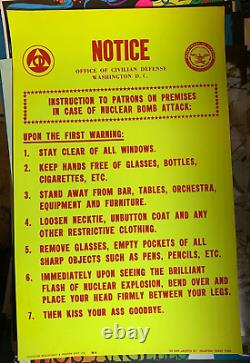 NOTICE
OFFICE OF CIVILIAN DEFENSE
WASHINGTON D. C.
INSTRUCTION TO PATRONS ON PREMISES
IN CASE OF NUCLEAR BOMB ATTACK:
UPON THE FIRST WARNING:
1. STAY CLEAR OF ALL WINDOWS.
2. KEEP HANDS FREE OF GLASSES, BOTTLES,
CIGARETTES, ETC.
3. STAND AWAY FROM BAR, TABLES, ORCHESTRA,
EQUIPMENT AND FURNITURE.
4. LOOSEN NECKTIE, UNBUTTON COAT AND ANY
OTHER RESTRICTIVE CLOTHING.
5. REMOVE GLASSES, EMPTY POCKETS OF ALL
SHARP OBJECTS SUCH AS PENS, PENCILS, ETC.
6. IMMEDIATELY UPON SEEING THE BRILLIANT
FLASH OF NUCLEAR EXPLOSION, BEND OVER AND
PLACE YOUR HEAD FIRMLY BETWEEN YOUR LEGS.
7. THEN KISS YOUR ASS GOODBYE.